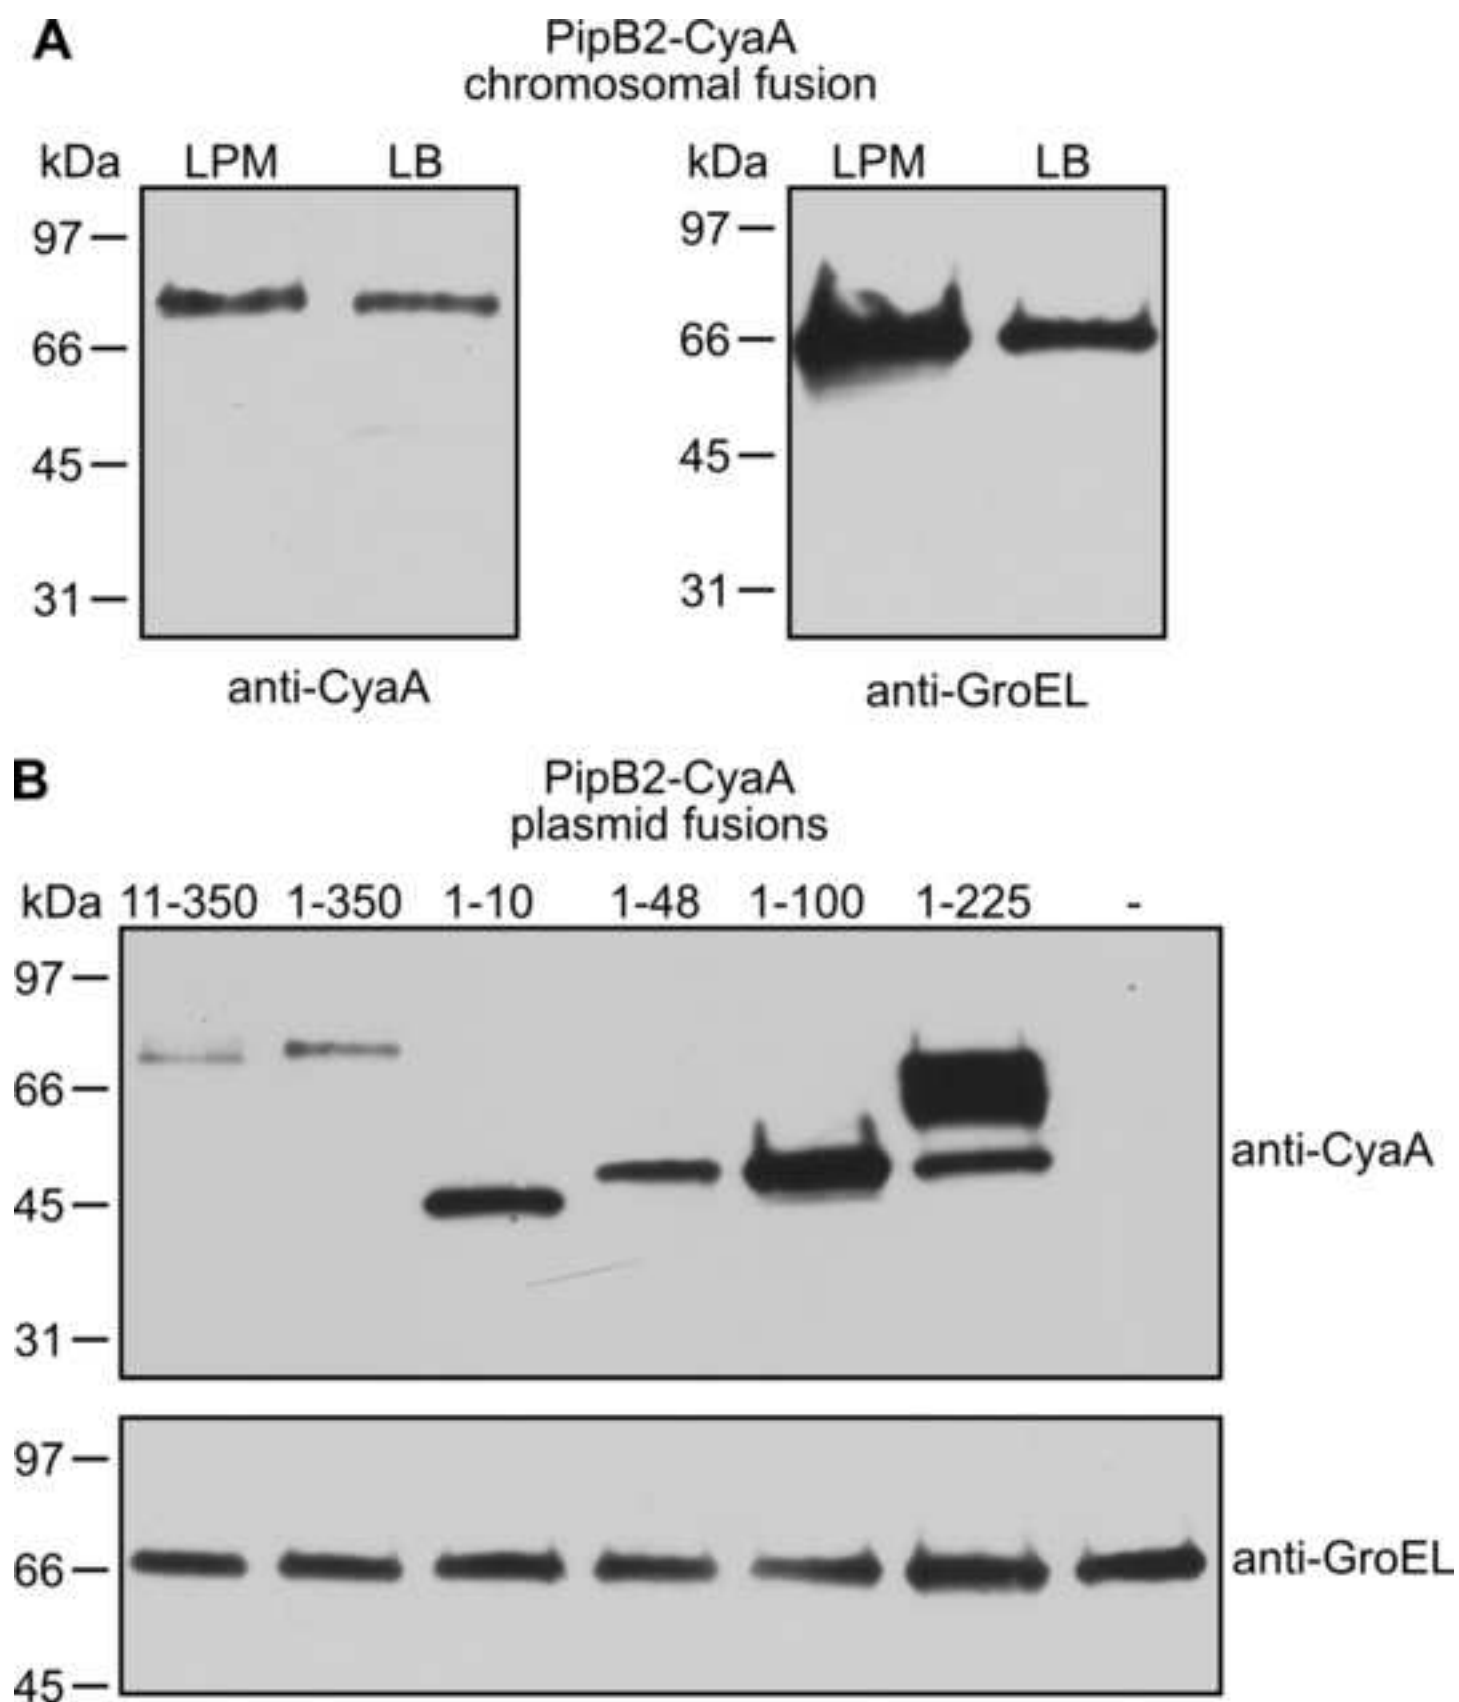 A
PipB2-CyaA
chromosomal fusion
kDa LPM LB
97
66
45
31
anti-CyaA
kDa LPM LB
97
66
45
31
anti-GroEL
B
PipB2-CyaA
plasmid fusions
kDa 11-350 1-350 1-10 1-48 1-100 1-225 -
97
66
45
31
anti-CyaA
97
66
45
anti-GroEL